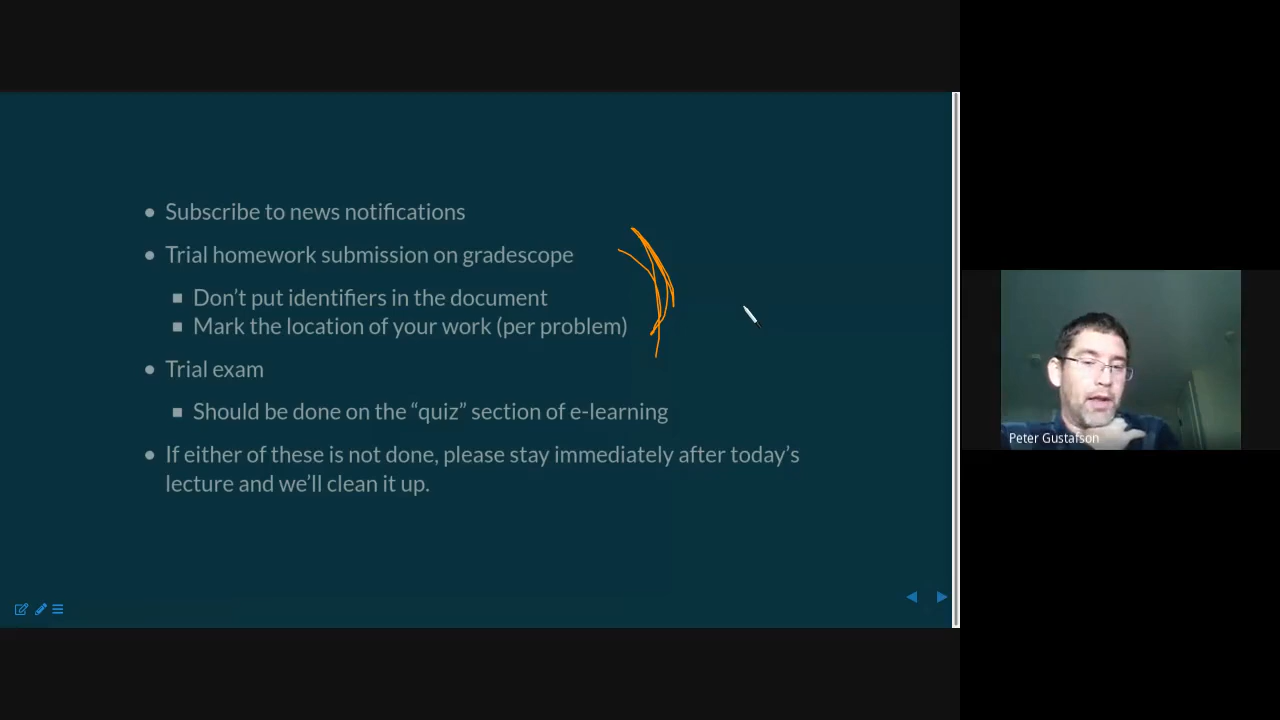 Subscribe to news notifications
Trial homework submission on gradescope
Don’t put identifiers in the document
Mark the location of your work (per problem)
Trial exam
Should be done on the “quiz” section of e-learning
If either of these is not done, please stay immediately after today’s
lecture and we’ll clean it up.
Peter Gustafson